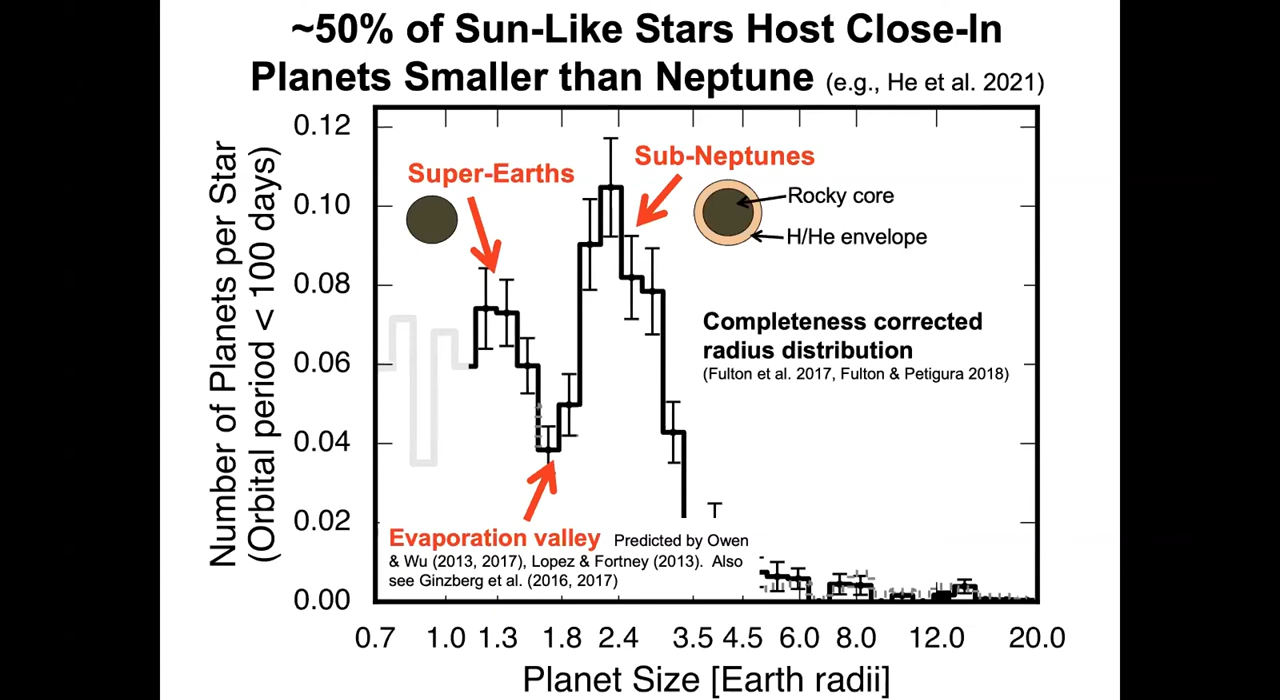 ~50% of Sun-Like Stars Host Close-In
Planets Smaller than Neptune (e.g., He et al. 2021)
Number of Planets per Star
(Orbital period < 100 days)
0.12
0.10
0.08
0.06
0.04
0.02
0.00
Super-Earths
Sub-Neptunes
Rocky core
H/He envelope
Completeness corrected
radius distribution
(Fulton et al. 2017, Fulton & Petigura 2018)
Evaporation valley Predicted by Owen
& Wu (2013, 2017), Lopez & Fortney (2013). Also
see Ginzberg et al. (2016, 2017)
0.7 1.0 1.3 1.8 2.4 3.5 4.5 6.0 8.0 12.0 20.0
Planet Size [Earth radii]